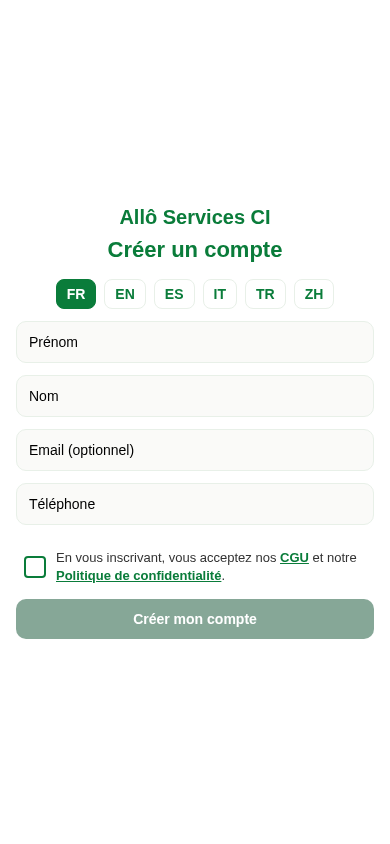 Allô Services CI
Créer un compte
FR EN ES IT TR ZH
Prénom
Nom
Email (optionnel)
Téléphone
En vous inscrivant, vous acceptez nos CGU et notre
Politique de confidentialité.
Créer mon compte